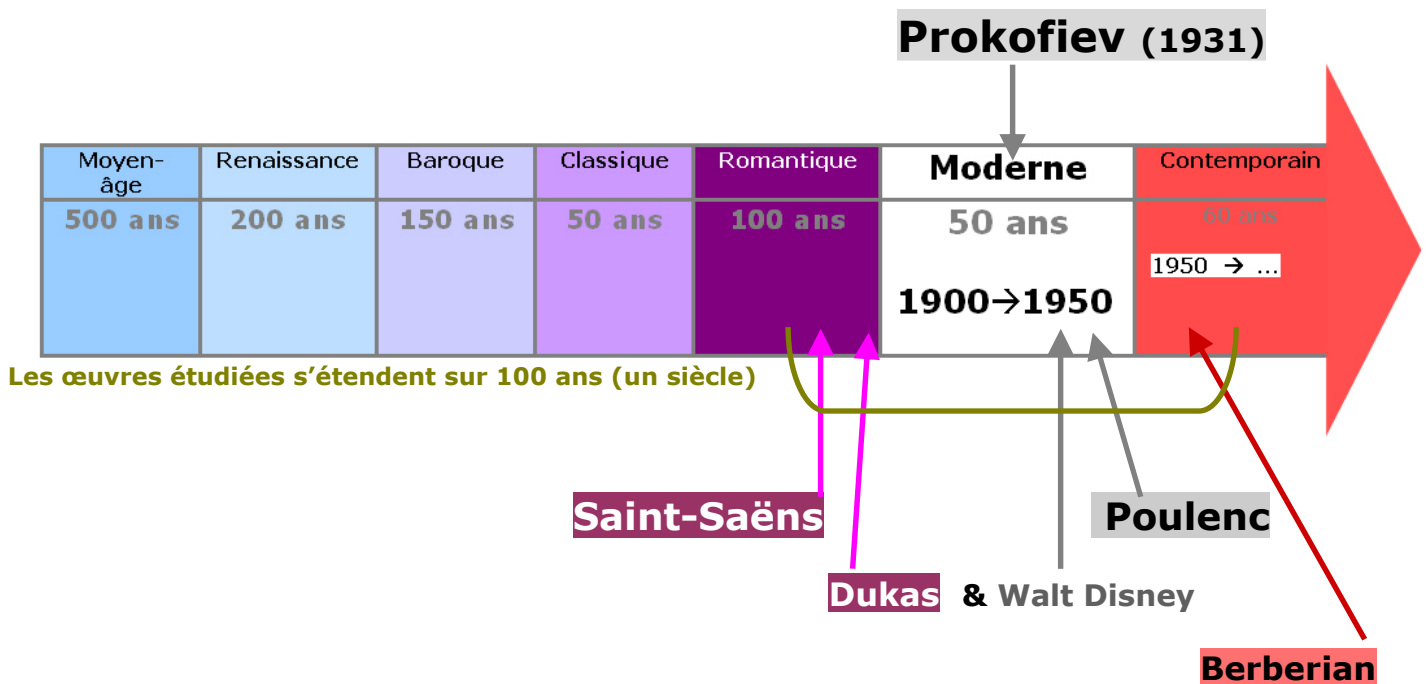 Prokofiev (1931)
Moyen-
âge
Renaissance
Baroque
Classique
Romantique
Moderne
Contemporain
500 ans
200 ans
150 ans
50 ans
100 ans
50 ans
60 ans
1950 → ...
1900→1950
Les œuvres étudiées s’étendent sur 100 ans (un siècle)
Saint-Saëns
Poulenc
Dukas & Walt Disney
Berberian